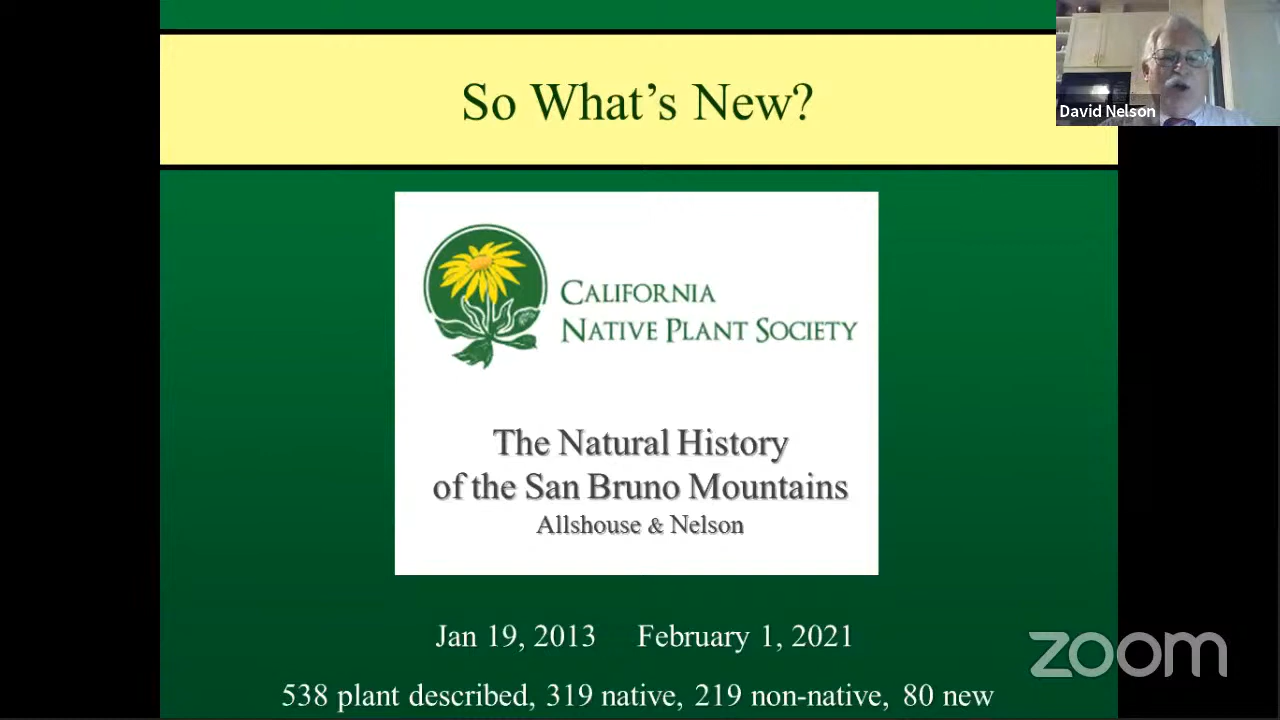 So What's New?
David Nelson
CALIFORNIA
NATIVE PLANT SOCIETY
The Natural History
of the San Bruno Mountains
Allshouse & Nelson
Jan 19, 2013 February 1, 2021
zoom
538 plant described, 319 native, 219 non-native, 80 new